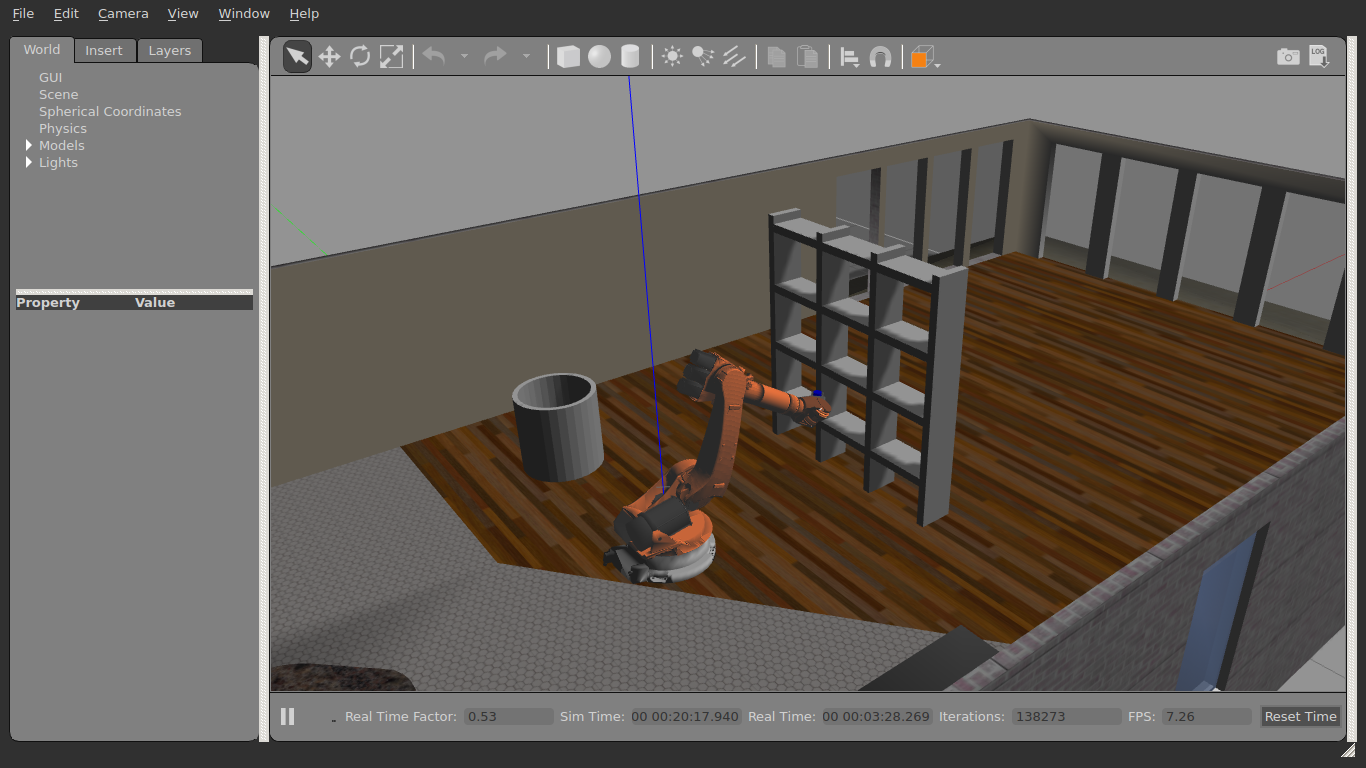 File Edit Camera View Window Help
World Insert Layers
LOG
GUI
Scene
Spherical Coordinates
Physics
Models
Lights
Property Value
Real Time Factor: 0.53 Sim Time: 00 00:20:17.940 Real Time: 00 00:03:28.269 Iterations: 138273 FPS: 7.26 Reset Time